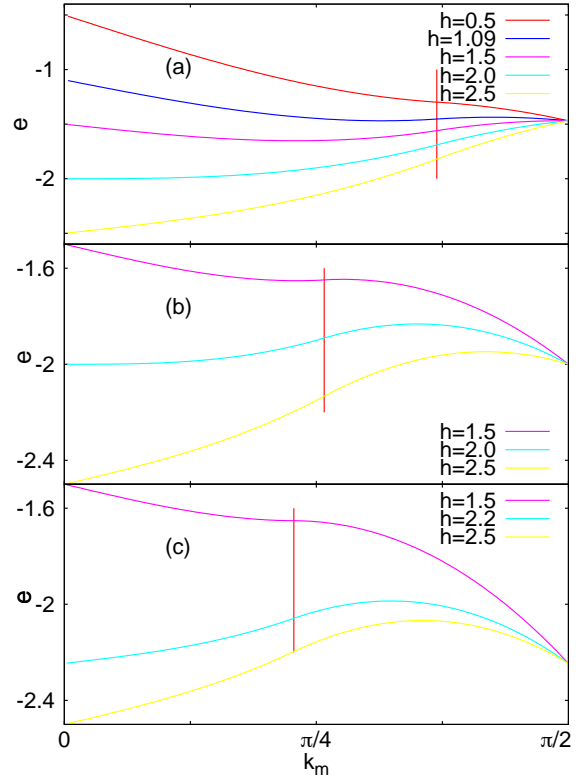 h=0.5
h=1.09
h=1.5
h=2.0
h=2.5
(a)
-1
-2
e
(b)
-1.6
-2
-2.4
e
h=1.5
h=2.0
h=2.5
(c)
-1.6
-2
-2.4
e
h=1.5
h=2.2
h=2.5
0
π/4
π/2
k_m